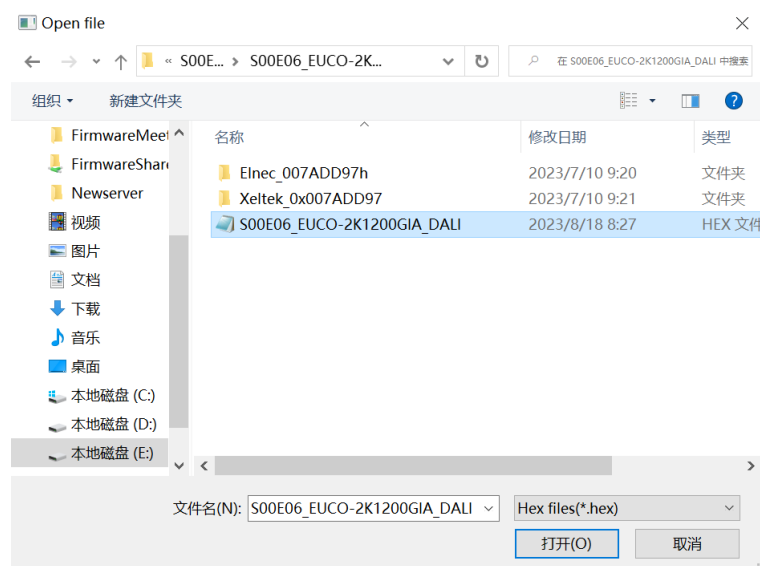 Open file
« S00E... › S00E06_EUCO-2K...
在 S00E06_EUCO-2K1200GIA_DALI 中搜索
组织 新建文件夹
名称 修改日期 类型
FirmwareMeet
FirmwareShare
Newserver
视频
图片
文档
下载
音乐
桌面
本地磁盘 (C:)
本地磁盘 (D:)
本地磁盘 (E:)
Elnec_007ADD97h 2023/7/10 9:20 文件夹
Xeltek_0x007ADD97 2023/7/10 9:21 文件夹
S00E06_EUCO-2K1200GIA_DALI 2023/8/18 8:27 HEX 文件
文件名(N): S00E06_EUCO-2K1200GIA_DALI Hex files(*.hex)
打开(O) 取消